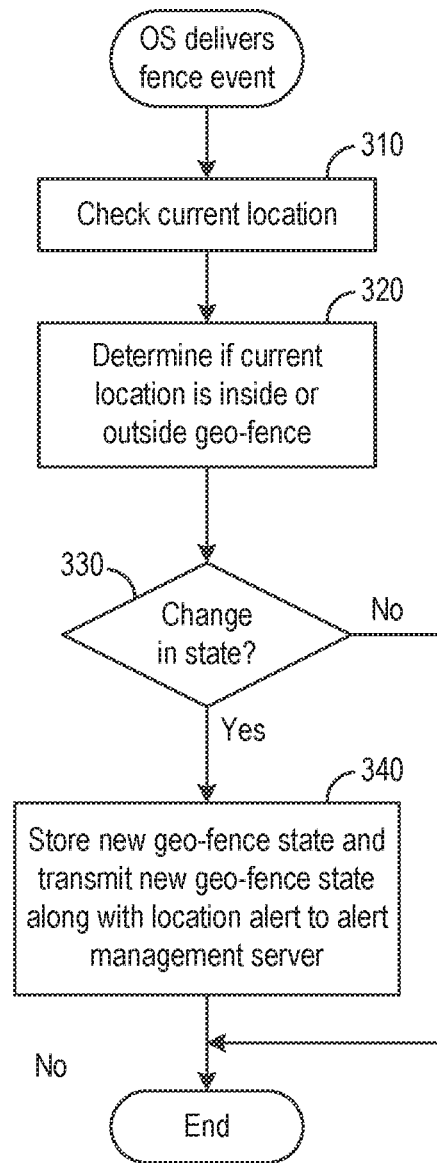 OS delivers
fence event
310
Check current location
320
Determine if current
location is inside or
outside geo-fence
330
Change
in state?
No
Yes
340
Store new geo-fence state and
transmit new geo-fence state
along with location alert to alert
management server
No
End